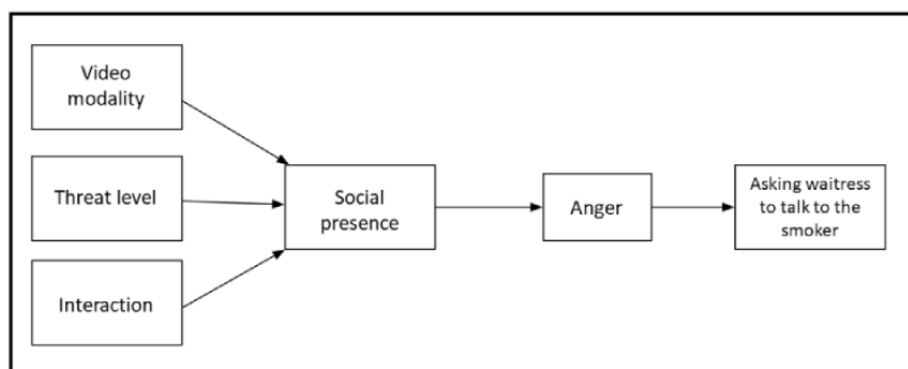 Video
modality
Threat level
Interaction
Social
presence
Anger
Asking waitress
to talk to the
smoker